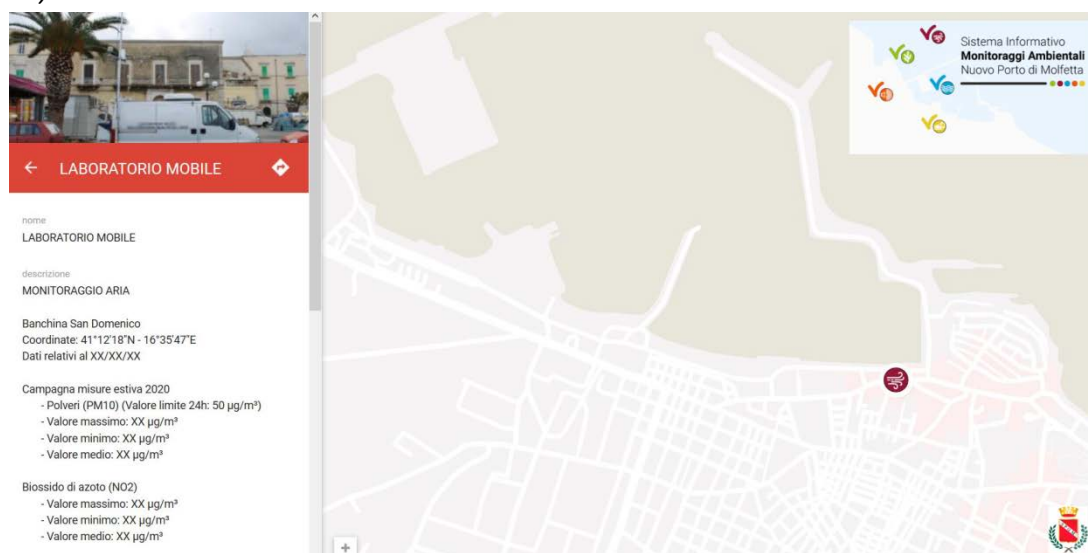 LABORATORIO MOBILE
nome
LABORATORIO MOBILE
descrizione
MONITORAGGIO ARIA
Banchina San Domenico
Coordinate: 41°12'18"N - 16°35'47"E
Dati relativi al XX/XX/XX
Campagna misure estiva 2020
- Polveri (PM10) (Valore limite 24h: 50 µg/m³)
- Valore massimo: XX µg/m³
- Valore minimo: XX µg/m³
- Valore medio: XX µg/m³
Biossido di azoto (NO2)
- Valore massimo: XX µg/m³
- Valore minimo: XX µg/m³
- Valore medio: XX µg/m³
Sistema Informativo
Monitoraggi Ambientali
Nuovo Porto di Molfetta